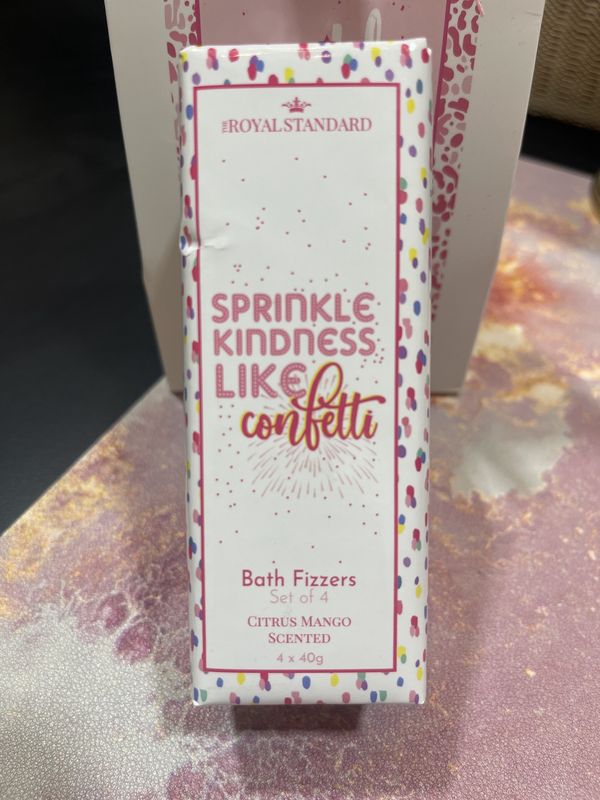 THE ROYAL STANDARD
SPRINKLE
KINDNESS
LIKE
confetti
Bath Fizzers
Set of 4
CITRUS MANGO
SCENTED
4 x 40g